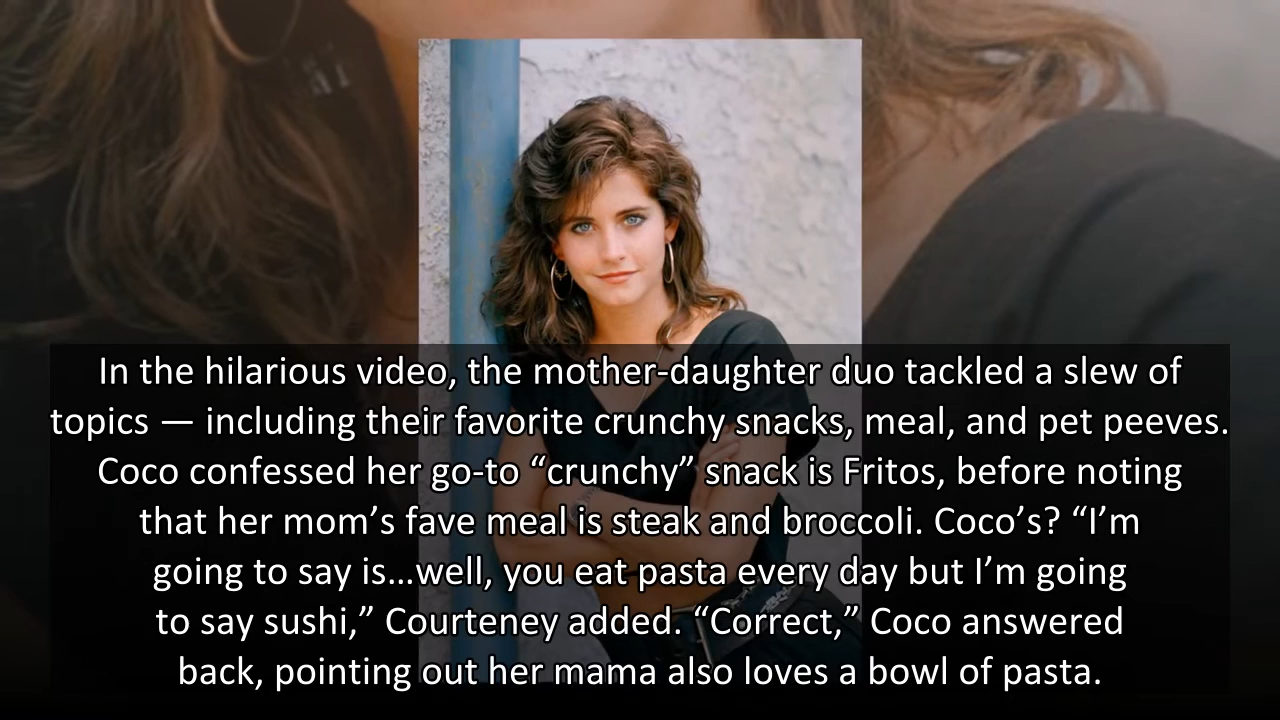 In the hilarious video, the mother-daughter duo tackled a slew of
topics — including their favorite crunchy snacks, meal, and pet peeves.
Coco confessed her go-to “crunchy” snack is Fritos, before noting
that her mom’s fave meal is steak and broccoli. Coco’s? “I’m
going to say is…well, you eat pasta every day but I’m going
to say sushi,” Courteney added. “Correct,” Coco answered
back, pointing out her mama also loves a bowl of pasta.